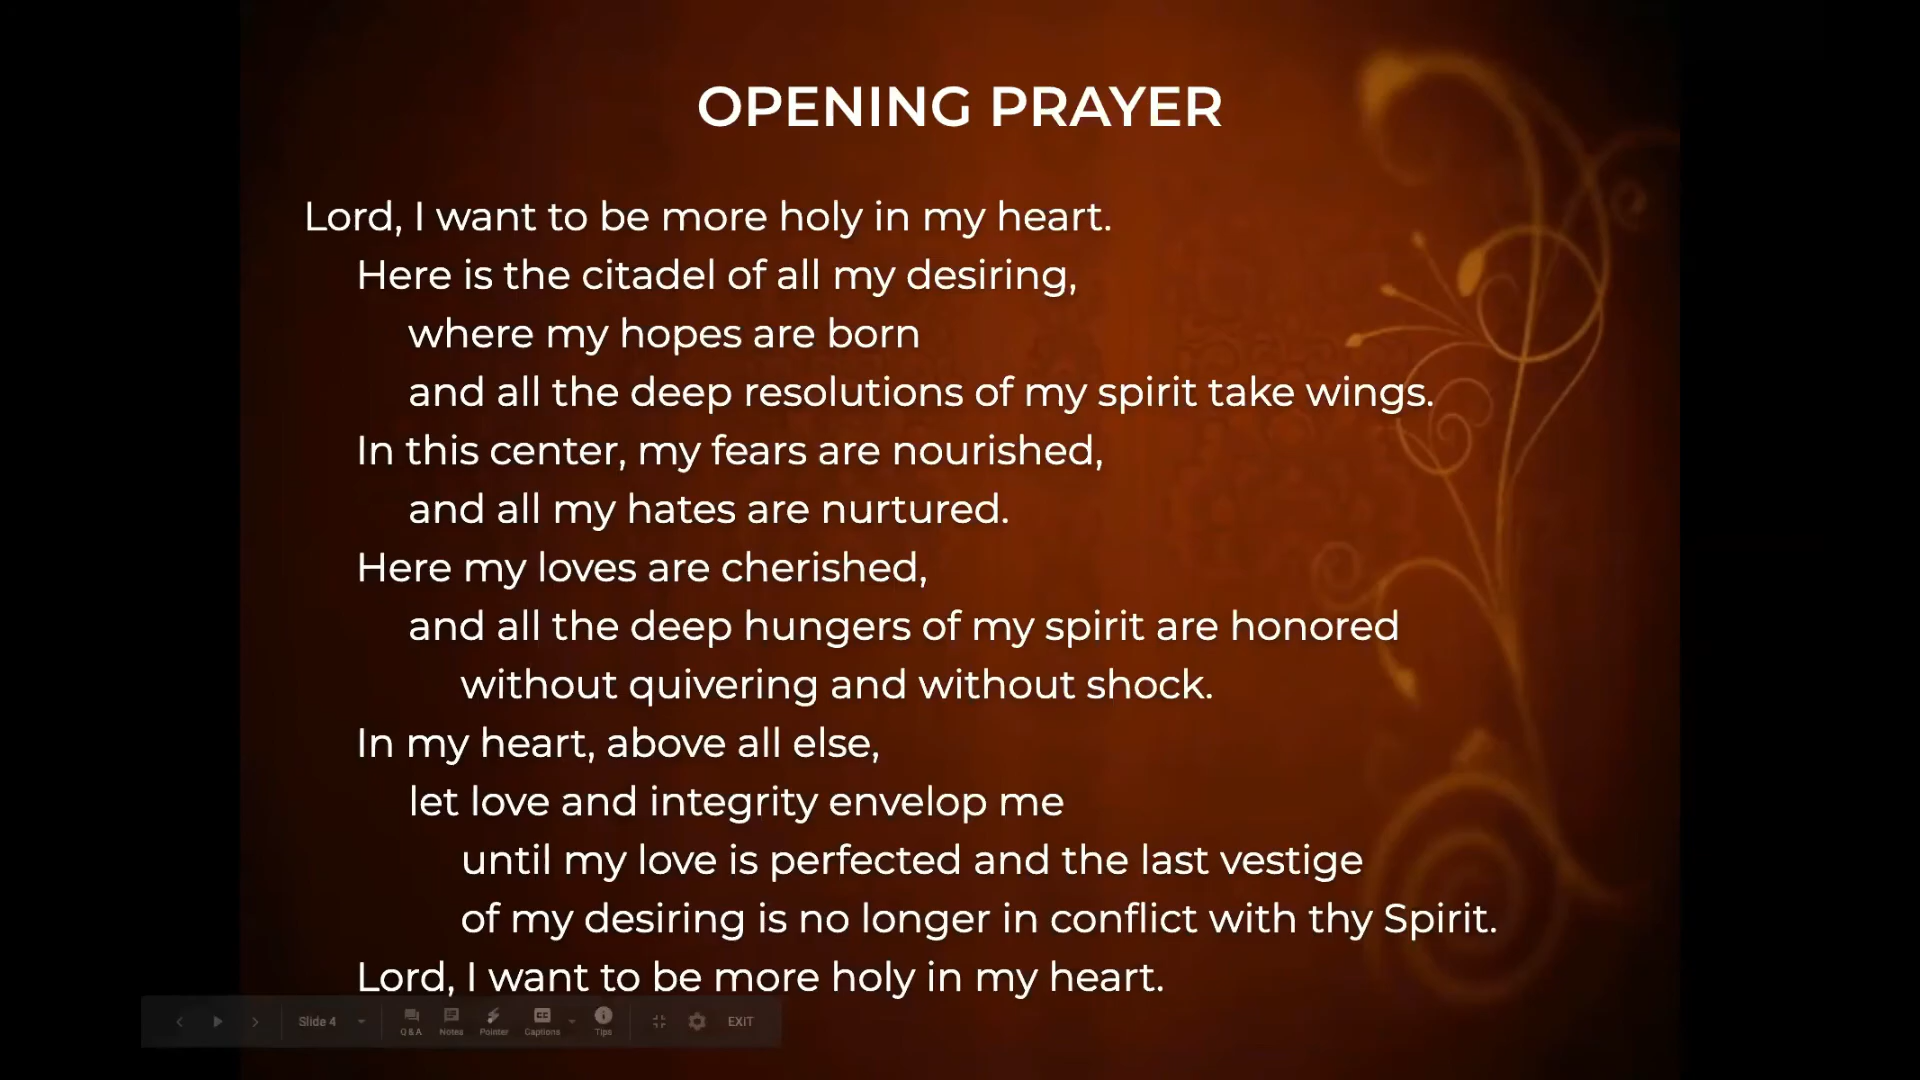 OPENING PRAYER
Lord, I want to be more holy in my heart.
Here is the citadel of all my desiring,
where my hopes are born
and all the deep resolutions of my spirit take wings.
In this center, my fears are nourished,
and all my hates are nurtured.
Here my loves are cherished,
and all the deep hungers of my spirit are honored
without quivering and without shock.
In my heart, above all else,
let love and integrity envelop me
until my love is perfected and the last vestige
of my desiring is no longer in conflict with thy Spirit.
Lord, I want to be more holy in my heart.
Slide 4 Q&A Notes Pointer CC Captions Tips EXIT